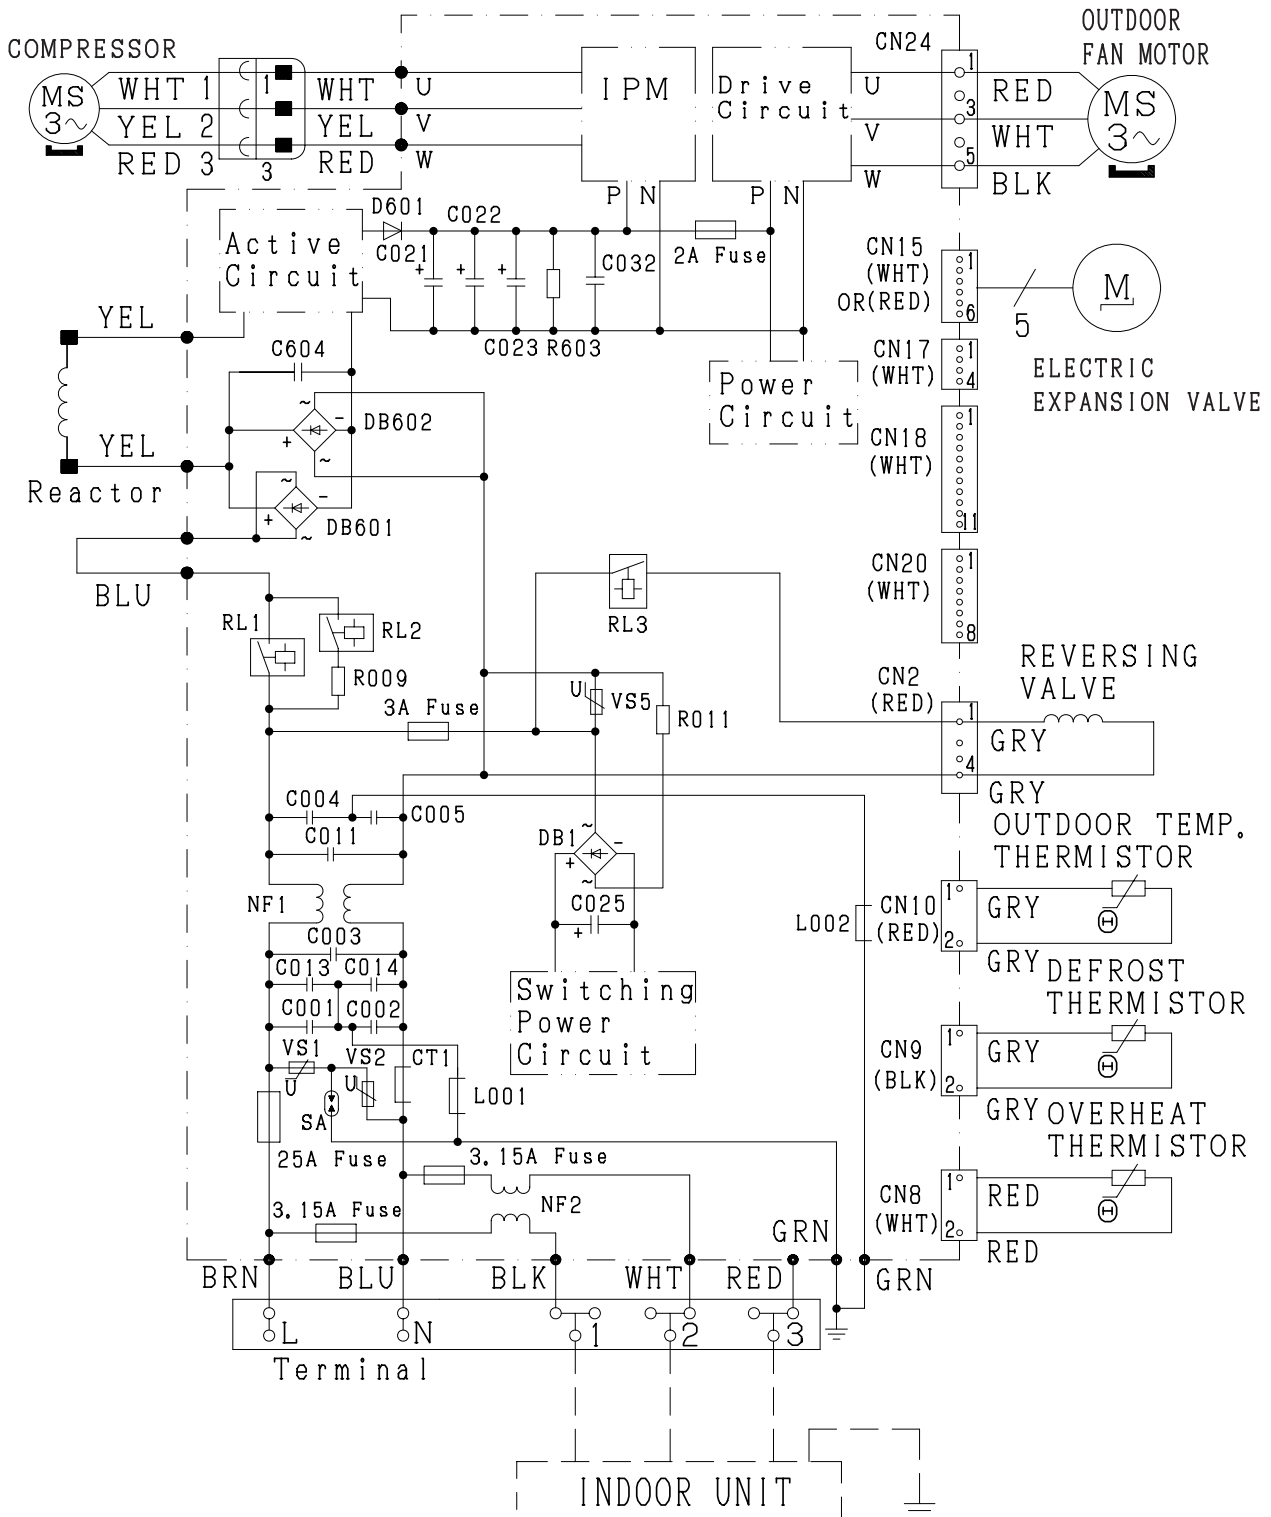 COMPRESSOR
MS
3~
WHT 1
YEL 2
RED 3
1
3
WHT
YEL
RED
U
V
W
IPM
P N
Drive
Circuit
P N
U
V
W
CN24
1
3
5
RED
WHT
BLK
OUTDOOR
FAN MOTOR
MS
3~
Active
Circuit
D601
C021
C022
+
+
+
C023
R603
C032
2A Fuse
CN15
(WHT)
OR(RED)
1
6
5
M
ELECTRIC
EXPANSION VALVE
YEL
YEL
Reactor
C604
~
+
-
~
DB602
~
+
-
~
DB601
Power
Circuit
CN17
(WHT)
1
4
CN18
(WHT)
1
11
CN20
(WHT)
1
8
BLU
RL1
RL2
R009
RL3
3A Fuse
U
VS5
R011
CN2
(RED)
1
4
REVERSING
VALVE
GRY
GRY
C004
C005
C011
NF1
DB1
~
+
-
~
C025
+
Switching
Power
Circuit
L002
CN10
(RED)
1
2
OUTDOOR TEMP.
THERMISTOR
GRY
GRY
Θ
C003
C013
C014
C001
C002
VS1
U
VS2
U
CT1
L001
SA
25A Fuse
3.15A Fuse
3.15A Fuse
NF2
CN9
(BLK)
1
2
DEFROST
THERMISTOR
GRY
GRY
Θ
CN8
(WHT)
1
2
OVERHEAT
THERMISTOR
RED
RED
Θ
GRN
BRN
BLU
BLK
WHT
RED
GRN
L
N
1
2
3
Terminal
INDOOR UNIT